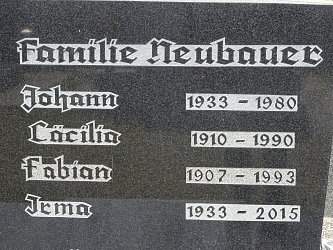 Familie Neubauer
Johann 1933 - 1980
Cäcilia 1910 - 1990
Fabian 1907 - 1993
Irma 1933 - 2015